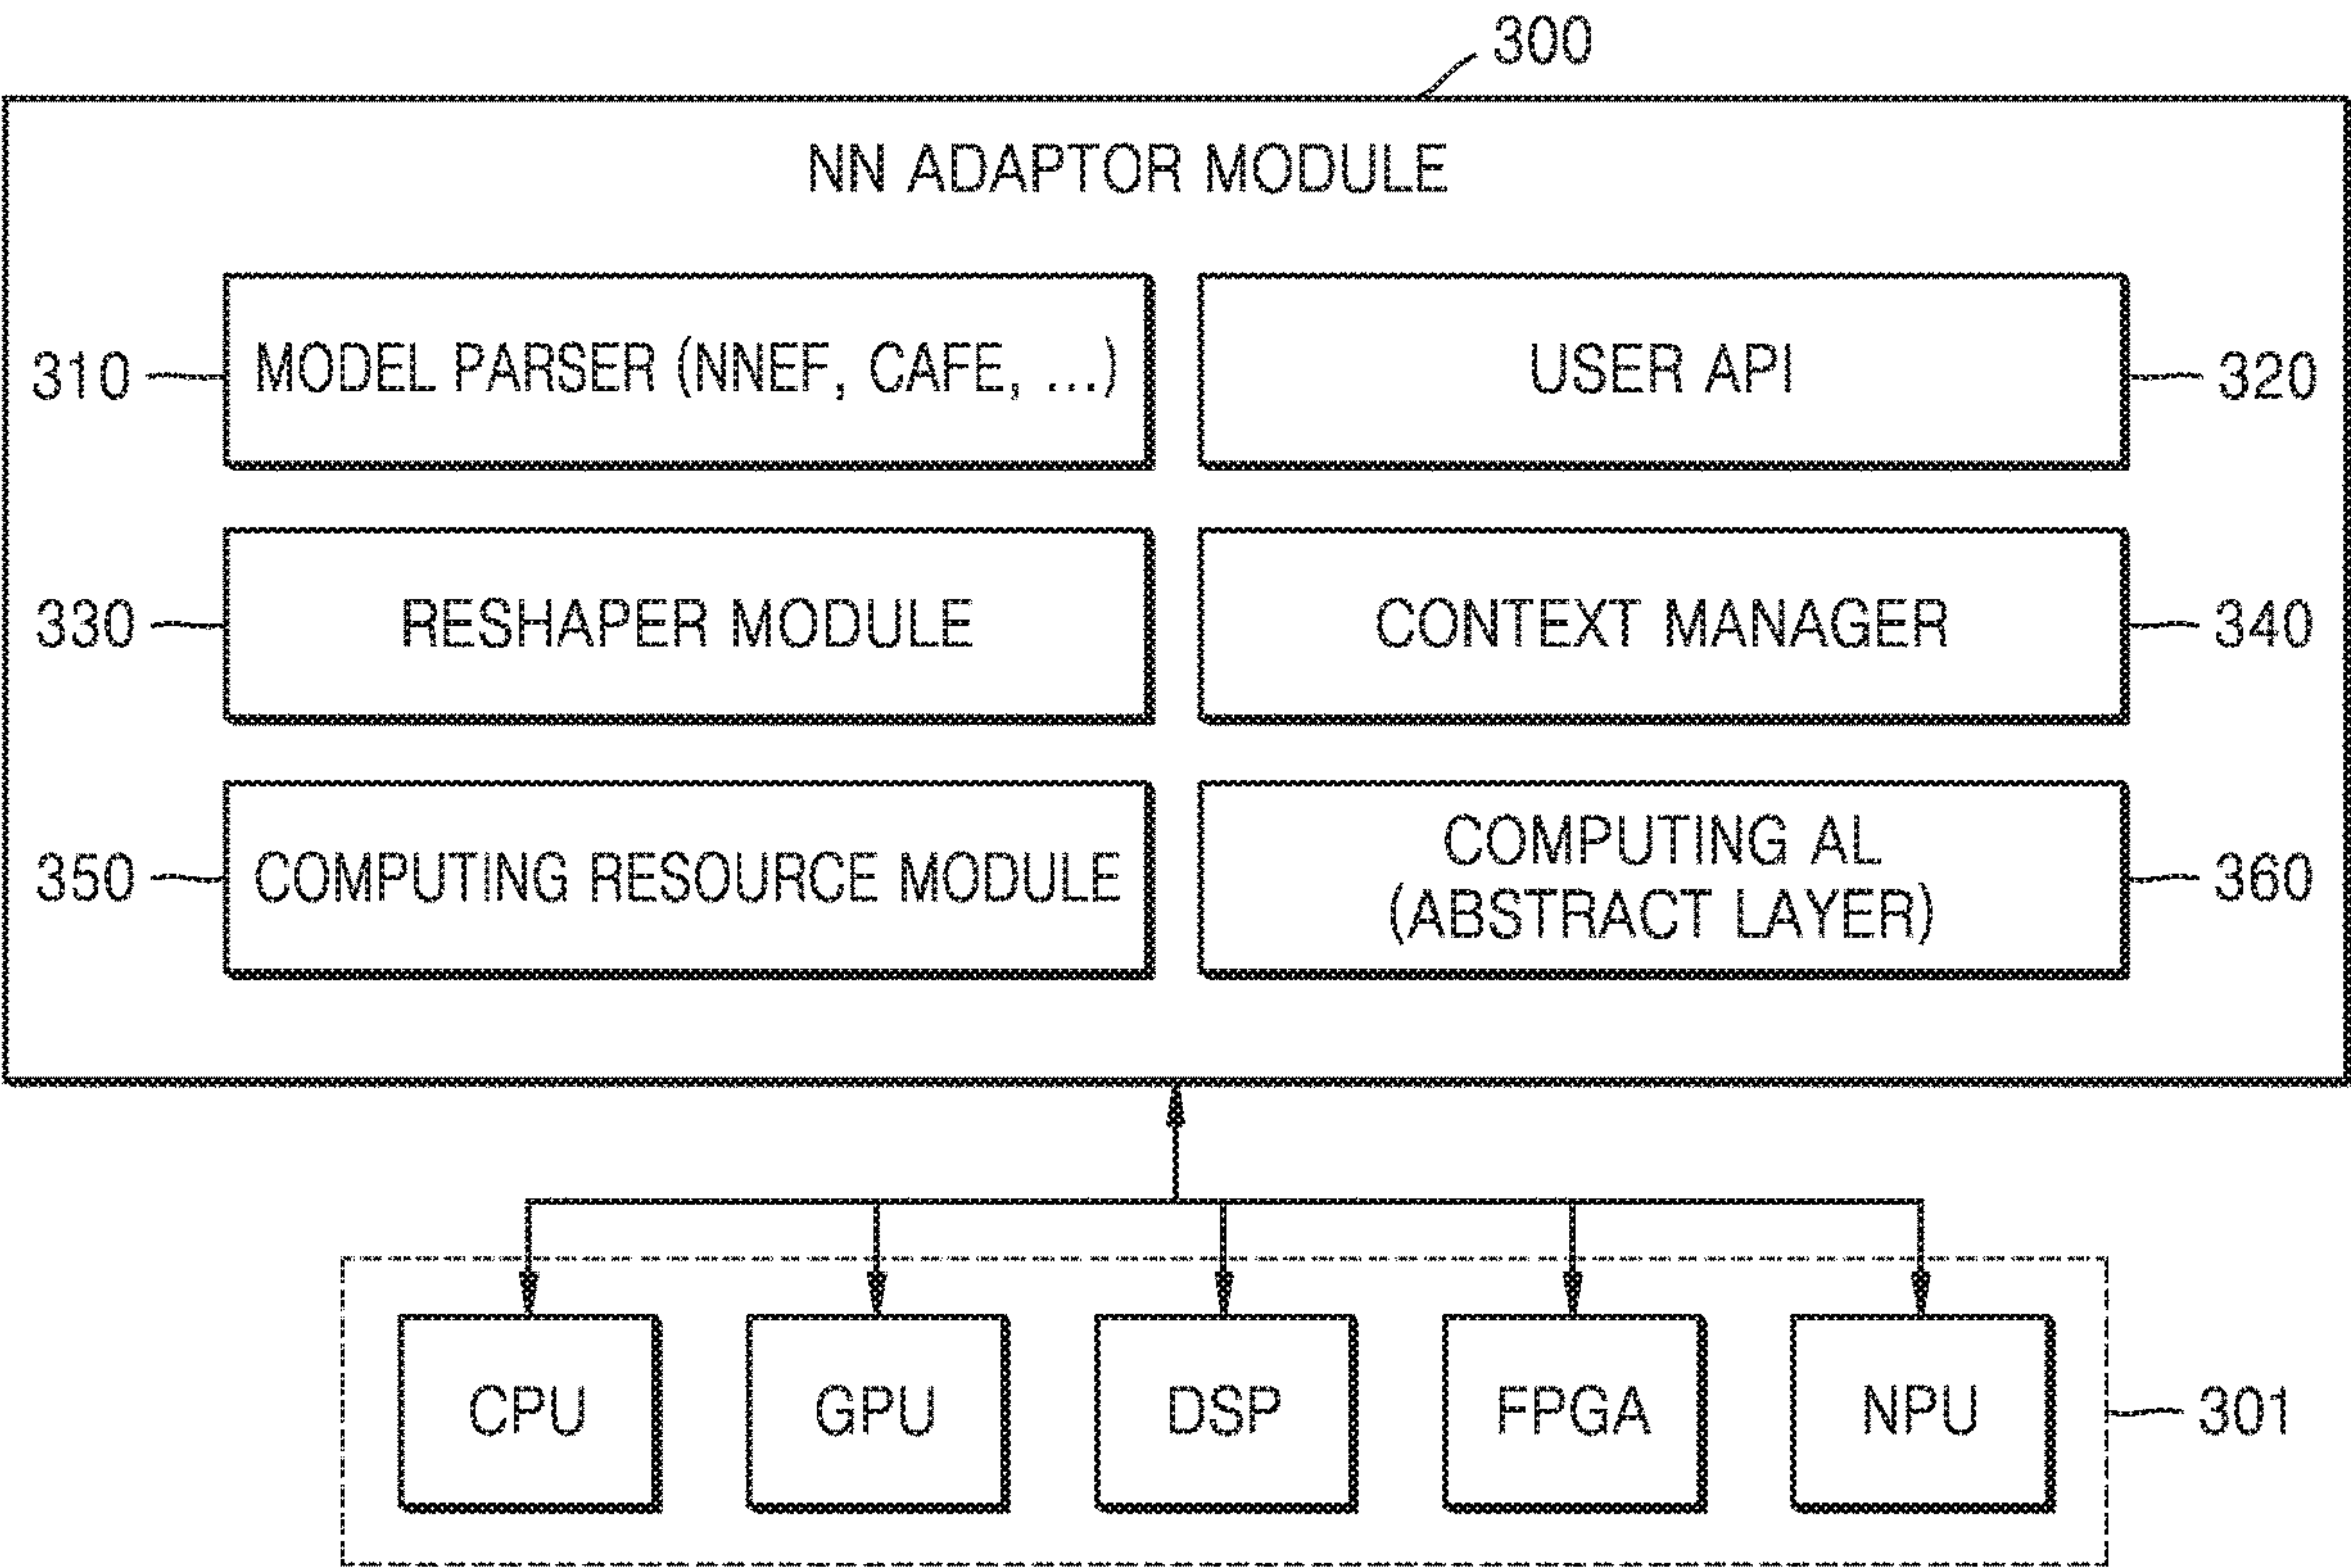 300
NN ADAPTOR MODULE
310 MODEL PARSER (NNEF, CAFE, ...) USER API 320
330 RESHAPER MODULE CONTEXT MANAGER 340
350 COMPUTING RESOURCE MODULE COMPUTING AL
(ABSTRACT LAYER) 360
CPU GPU DSP FPGA NPU 301